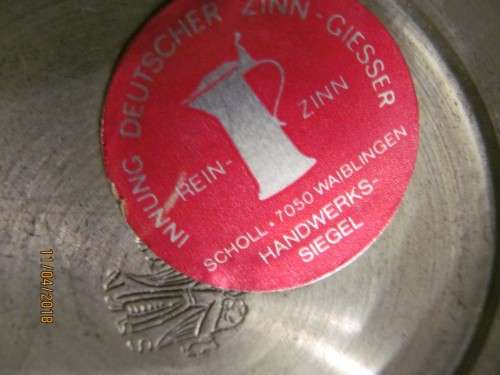 INNUNG DEUTSCHER ZINN-GIESSER
REIN-ZINN
SCHOLL • 7050 WAIBLINGEN
HANDWERKS-
SIEGEL
11/04/2018